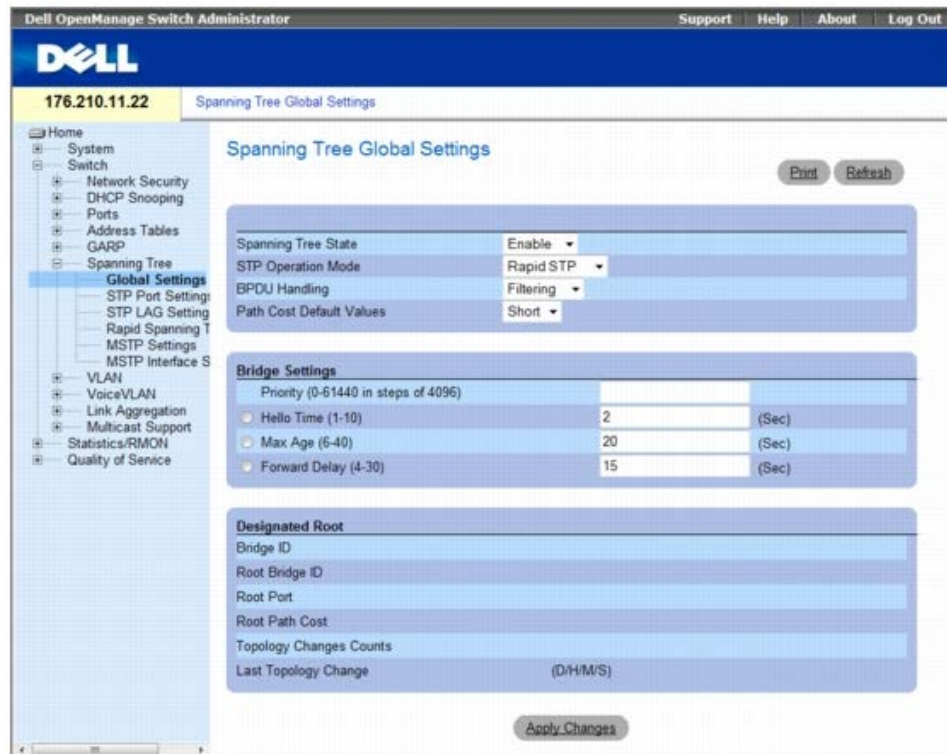 Dell OpenManage Switch Administrator Support Help About Log Out
DELL
176.210.11.22 Spanning Tree Global Settings
Home
System
Switch
Network Security
DHCP Snooping
Ports
Address Tables
GARP
Spanning Tree
Global Settings
STP Port Settings
STP LAG Setting
Rapid Spanning T
MSTP Settings
MSTP Interface S
VLAN
VoiceVLAN
Link Aggregation
Multicast Support
Statistics/RMON
Quality of Service
Spanning Tree Global Settings
Print Refresh
Spanning Tree State Enable
STP Operation Mode Rapid STP
BPDU Handling Filtering
Path Cost Default Values Short
Bridge Settings
Priority (0-61440 in steps of 4096)
Hello Time (1-10) 2 (Sec)
Max Age (6-40) 20 (Sec)
Forward Delay (4-30) 15 (Sec)
Designated Root
Bridge ID
Root Bridge ID
Root Port
Root Path Cost
Topology Changes Counts
Last Topology Change (D/H/M/S)
Apply Changes